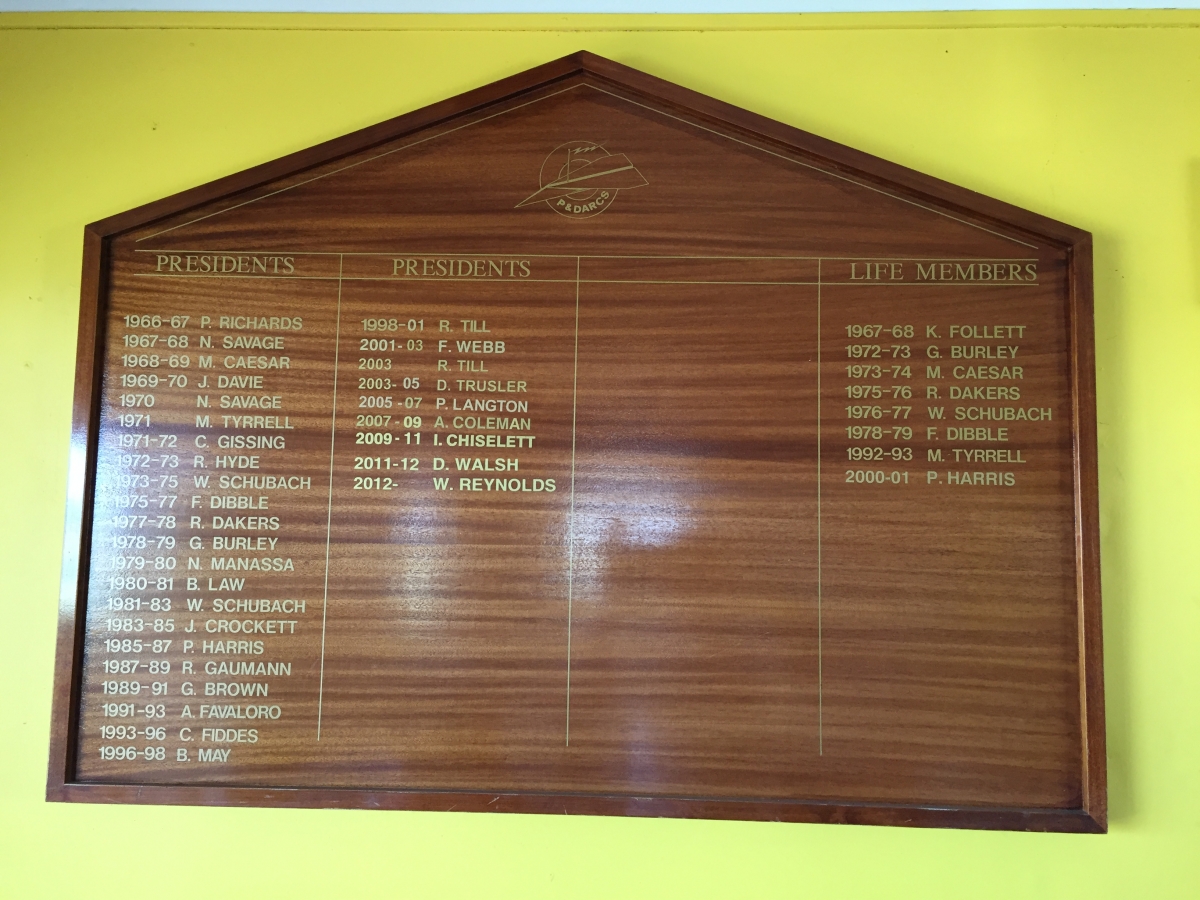 P&DARCS
PRESIDENTS
1966-67 P. RICHARDS
1967-68 N. SAVAGE
1968-69 M. CAESAR
1969-70 J. DAVIE
1970 N. SAVAGE
1971 M. TYRRELL
1971-72 C. GISSING
1972-73 R. HYDE
1973-75 W. SCHUBACH
1975-77 F. DIBBLE
1977-78 R. DAKERS
1978-79 G. BURLEY
1979-80 N. MANASSA
1980-81 B. LAW
1981-83 W. SCHUBACH
1983-85 J. CROCKETT
1985-87 P. HARRIS
1987-89 R. GAUMANN
1989-91 G. BROWN
1991-93 A. FAVALORO
1993-96 C. FIDDES
1996-98 B. MAY
PRESIDENTS
1998-01 R. TILL
2001-03 F. WEBB
2003 R. TILL
2003-05 D. TRUSLER
2005-07 P. LANGTON
2007-09 A. COLEMAN
2009-11 I. CHISELETT
2011-12 D. WALSH
2012- W. REYNOLDS
LIFE MEMBERS
1967-68 K. FOLLETT
1972-73 G. BURLEY
1973-74 M. CAESAR
1975-76 R. DAKERS
1976-77 W. SCHUBACH
1978-79 F. DIBBLE
1992-93 M. TYRRELL
2000-01 P. HARRIS